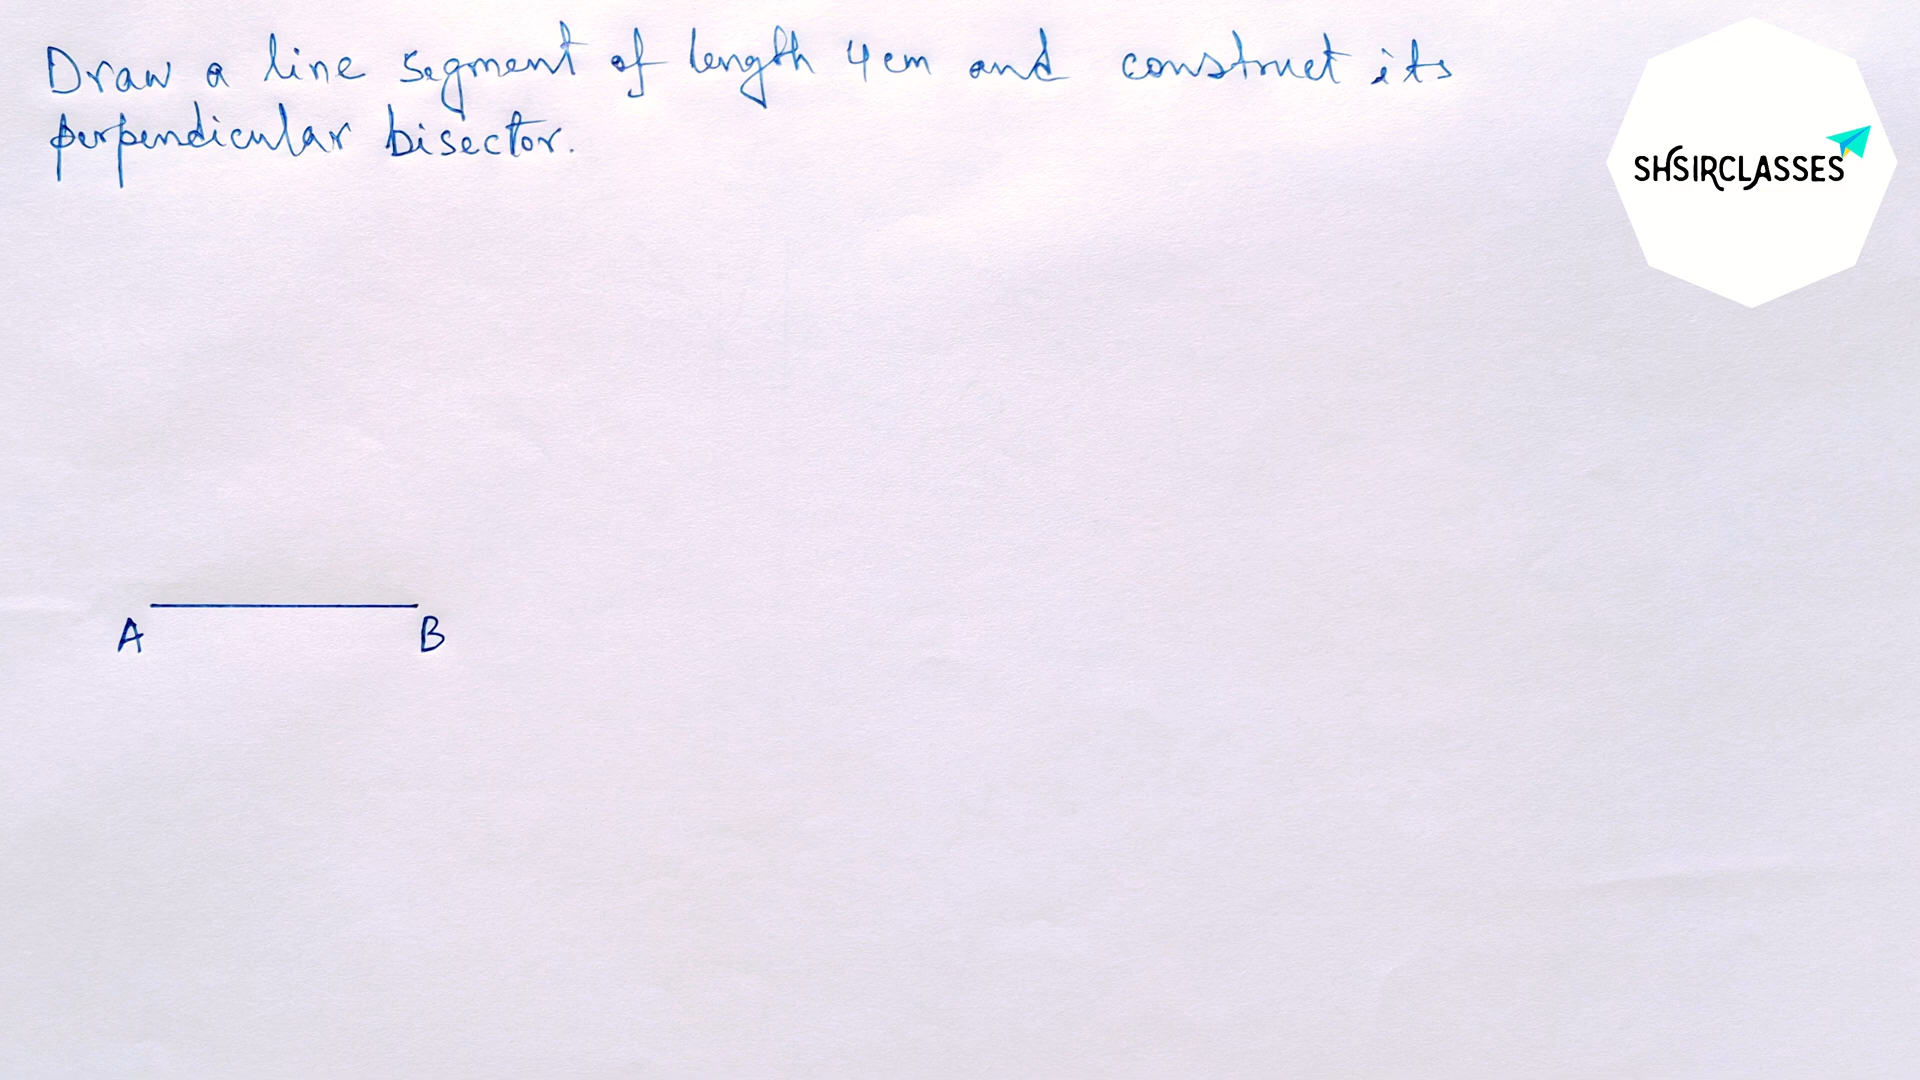 Draw a line segment of length 4cm and construct its
SHSIRCLASSES
perpendicular bisector.
A B